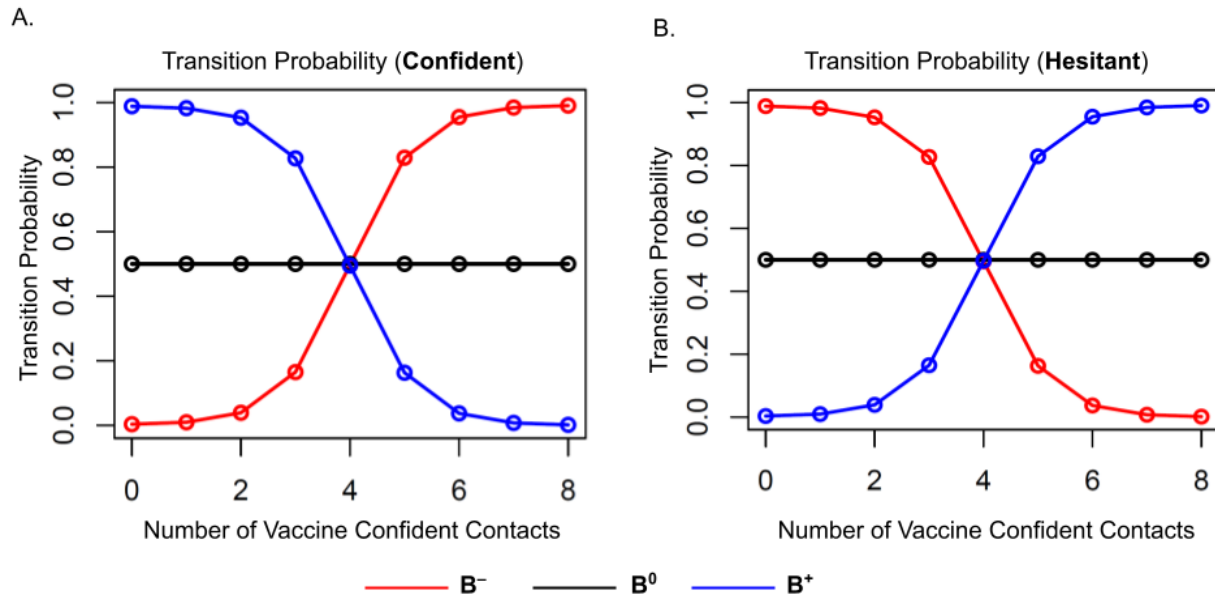 A.
Transition Probability (Confident)
Transition Probability
1.0
0.8
0.6
0.4
0.2
0.0
0 2 4 6 8
Number of Vaccine Confident Contacts
B.
Transition Probability (Hesitant)
Transition Probability
1.0
0.8
0.6
0.4
0.2
0.0
0 2 4 6 8
Number of Vaccine Confident Contacts
B⁻ B⁰ B⁺